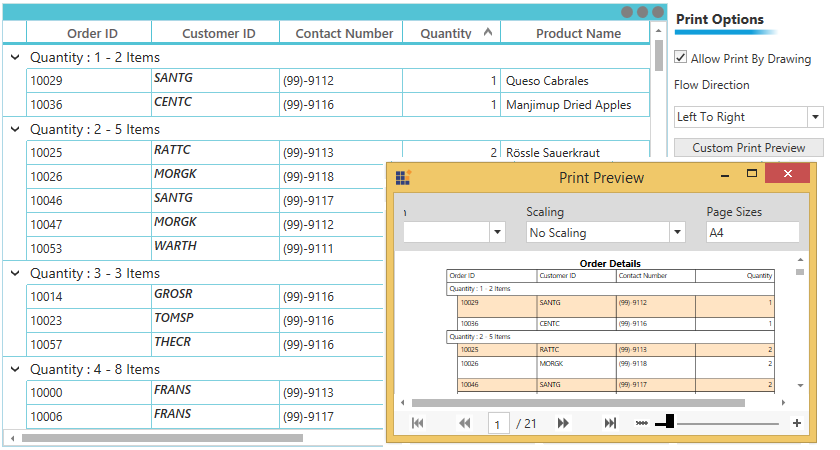 Order ID Customer ID Contact Number Quantity Product Name
Quantity : 1 - 2 Items
10029 SANTG (99)-9112 1 Queso Cabrales
10036 CENTC (99)-9116 1 Manjimup Dried Apples
Quantity : 2 - 5 Items
10025 RATTC (99)-9113 2 Rössle Sauerkraut
10026 MORGK (99)-9118
10046 SANTG (99)-9117
10047 MORGK (99)-9112
10053 WARTH (99)-9111
Quantity : 3 - 3 Items
10014 GROSR (99)-9116
10023 TOMSP (99)-9116
10057 THECR (99)-9116
Quantity : 4 - 8 Items
10000 FRANS (99)-9113
10006 FRANS (99)-9117
Print Options
Allow Print By Drawing
Flow Direction
Left To Right
Custom Print Preview
Print Preview
Scaling Page Sizes
No Scaling A4
Order Details
Order ID Customer ID Contact Number Quantity
Quantity : 1 - 2 Items
10029 SANTG (99)-9112 1
10036 CENTC (99)-9116 1
Quantity : 2 - 5 Items
10025 RATTC (99)-9113 2
10026 MORGK (99)-9118 2
10046 SANTG (99)-9117 2
1 / 21